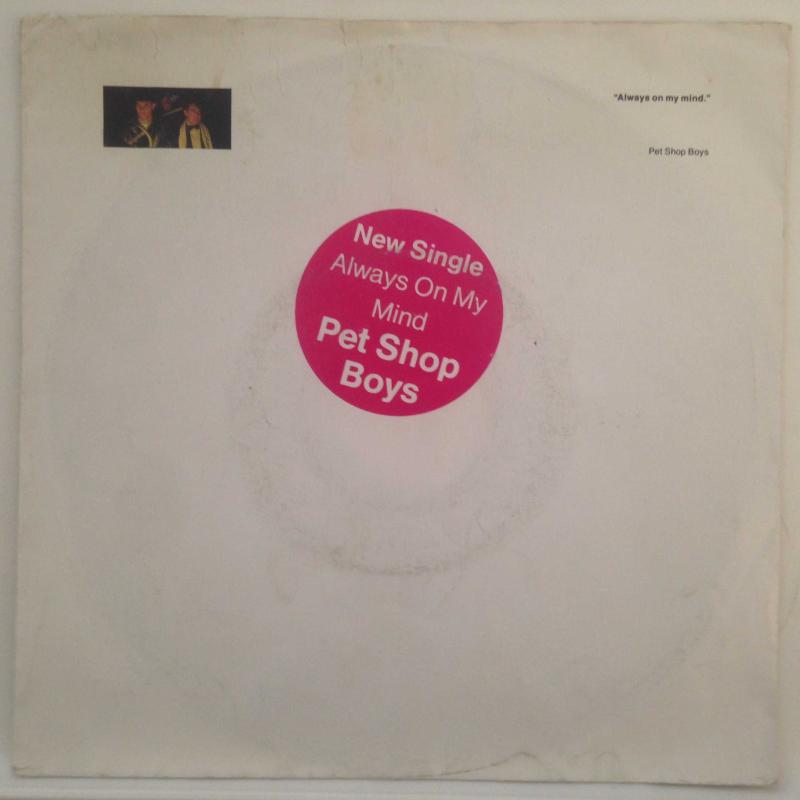 "Always on my mind."
Pet Shop Boys
New Single
Always On My
Mind
Pet Shop
Boys